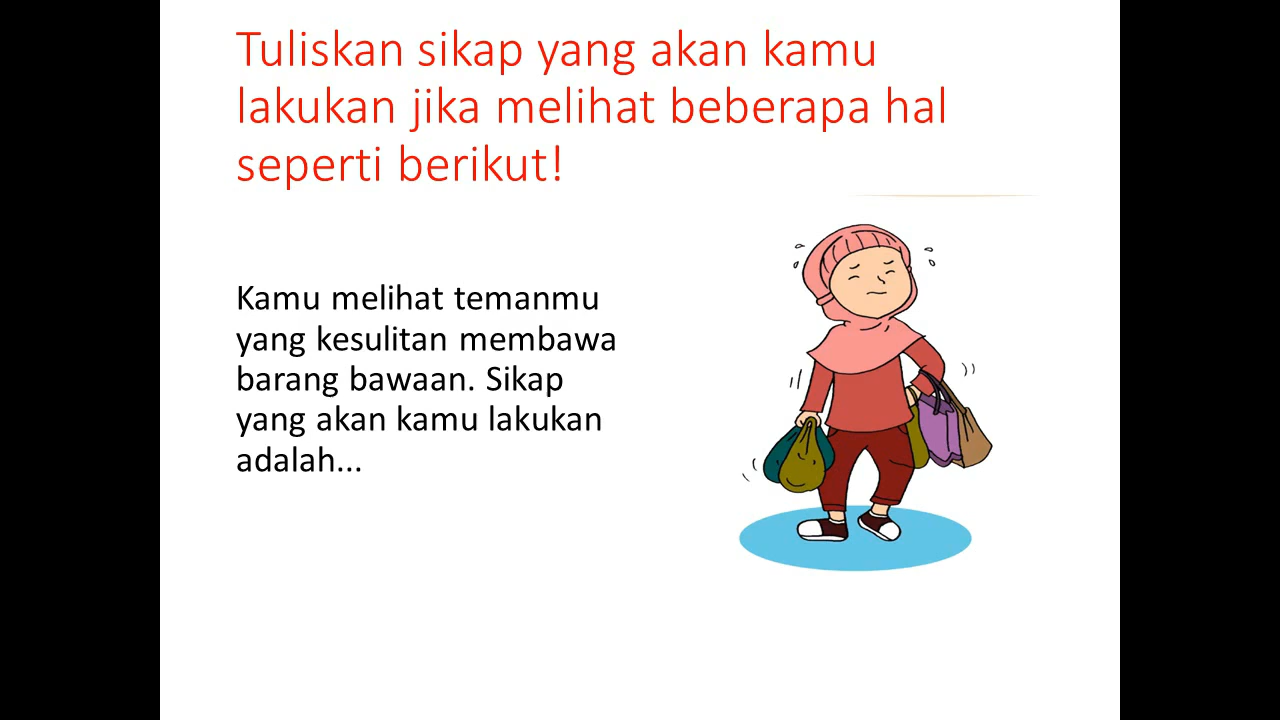 Tuliskan sikap yang akan kamu
lakukan jika melihat beberapa hal
seperti berikut!
Kamu melihat temanmu
yang kesulitan membawa
barang bawaan. Sikap
yang akan kamu lakukan
adalah...